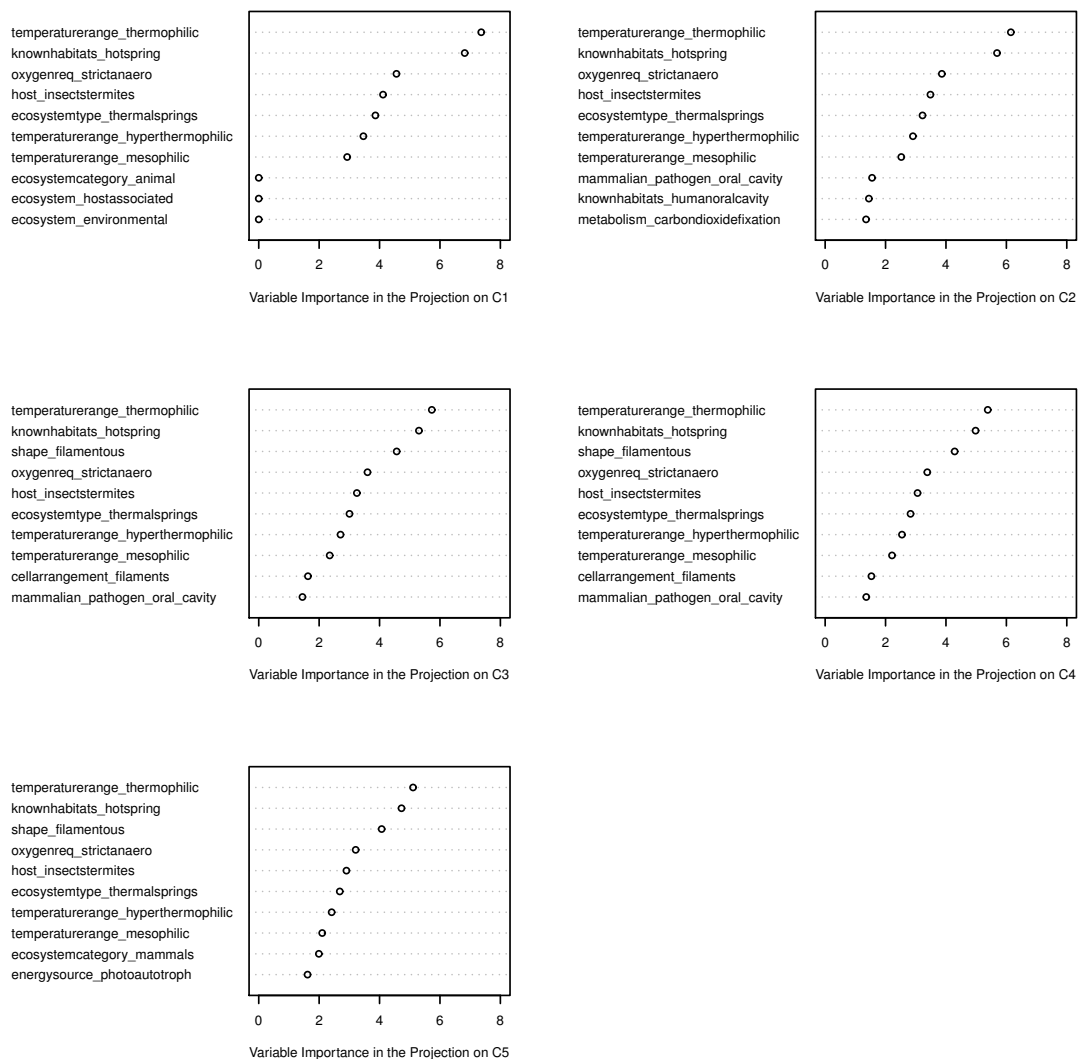 temperaturerange_thermophilic
knownhabitats_hotspring
oxygenreq_strictanaero
host_insectstermites
ecosystemtype_thermalsprings
temperaturerange_hyperthermophilic
temperaturerange_mesophilic
ecosystemcategory_animal
ecosystem_hostassociated
ecosystem_environmental
0 2 4 6 8
Variable Importance in the Projection on C1
temperaturerange_thermophilic
knownhabitats_hotspring
oxygenreq_strictanaero
host_insectstermites
ecosystemtype_thermalsprings
temperaturerange_hyperthermophilic
temperaturerange_mesophilic
mammalian_pathogen_oral_cavity
knownhabitats_humanoralcavity
metabolism_carbondioxidefixation
0 2 4 6 8
Variable Importance in the Projection on C2
temperaturerange_thermophilic
knownhabitats_hotspring
shape_filamentous
oxygenreq_strictanaero
host_insectstermites
ecosystemtype_thermalsprings
temperaturerange_hyperthermophilic
temperaturerange_mesophilic
cellarrangement_filaments
mammalian_pathogen_oral_cavity
0 2 4 6 8
Variable Importance in the Projection on C3
temperaturerange_thermophilic
knownhabitats_hotspring
shape_filamentous
oxygenreq_strictanaero
host_insectstermites
ecosystemtype_thermalsprings
temperaturerange_hyperthermophilic
temperaturerange_mesophilic
cellarrangement_filaments
mammalian_pathogen_oral_cavity
0 2 4 6 8
Variable Importance in the Projection on C4
temperaturerange_thermophilic
knownhabitats_hotspring
shape_filamentous
oxygenreq_strictanaero
host_insectstermites
ecosystemtype_thermalsprings
temperaturerange_hyperthermophilic
temperaturerange_mesophilic
ecosystemcategory_mammals
energysource_photoautotroph
0 2 4 6 8
Variable Importance in the Projection on C5